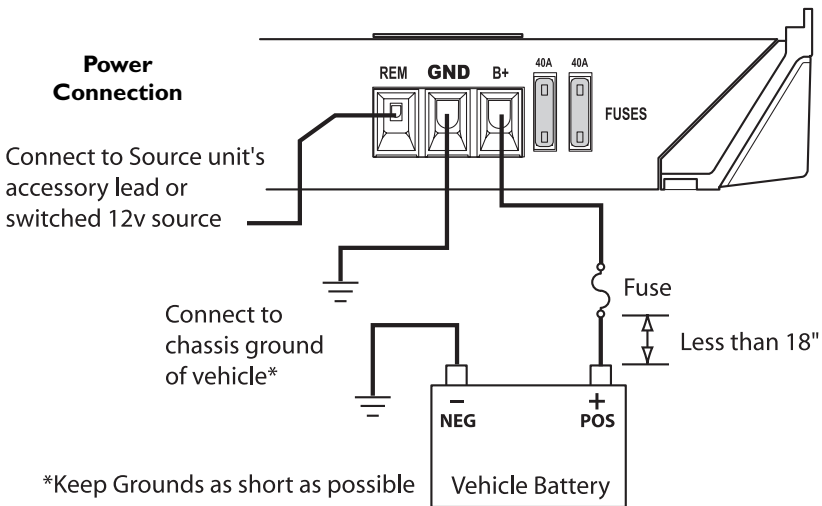 Power
Connection
REM GND B+
40A 40A
FUSES
Connect to Source unit's
accessory lead or
switched 12v source
Fuse
Less than 18"
Connect to
chassis ground
of vehicle*
− +
NEG POS
*Keep Grounds as short as possible
Vehicle Battery